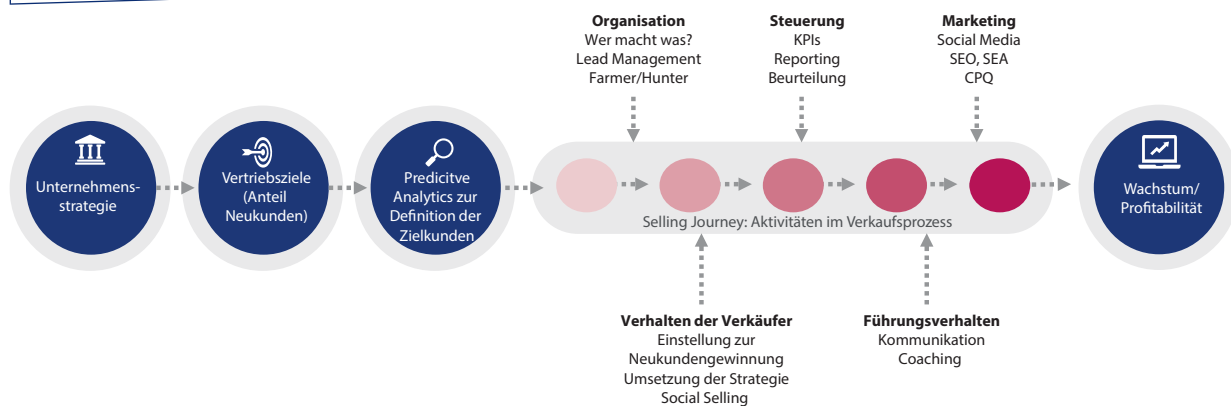 Organisation
Wer macht was?
Lead Management
Farmer/Hunter
Steuerung
KPIs
Reporting
Beurteilung
Marketing
Social Media
SEO, SEA
CPQ
Unternehmens-
strategie
Vertriebsziele
(Anteil
Neukunden)
Predicitve
Analytics zur
Definition der
Zielkunden
Selling Journey: Aktivitäten im Verkaufsprozess
Wachstum/
Profitabilität
Verhalten der Verkäufer
Einstellung zur
Neukundengewinnung
Umsetzung der Strategie
Social Selling
Führungsverhalten
Kommunikation
Coaching